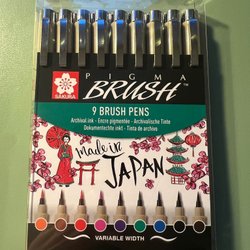 PIGMA
BRUSH™
SAKURA
9 BRUSH PENS
Archival ink - Encre pigmentée - Archivalische Tinte
Dokumentechte inkt - Tinta de archivo
Made in
JAPAN
VARIABLE WIDTH